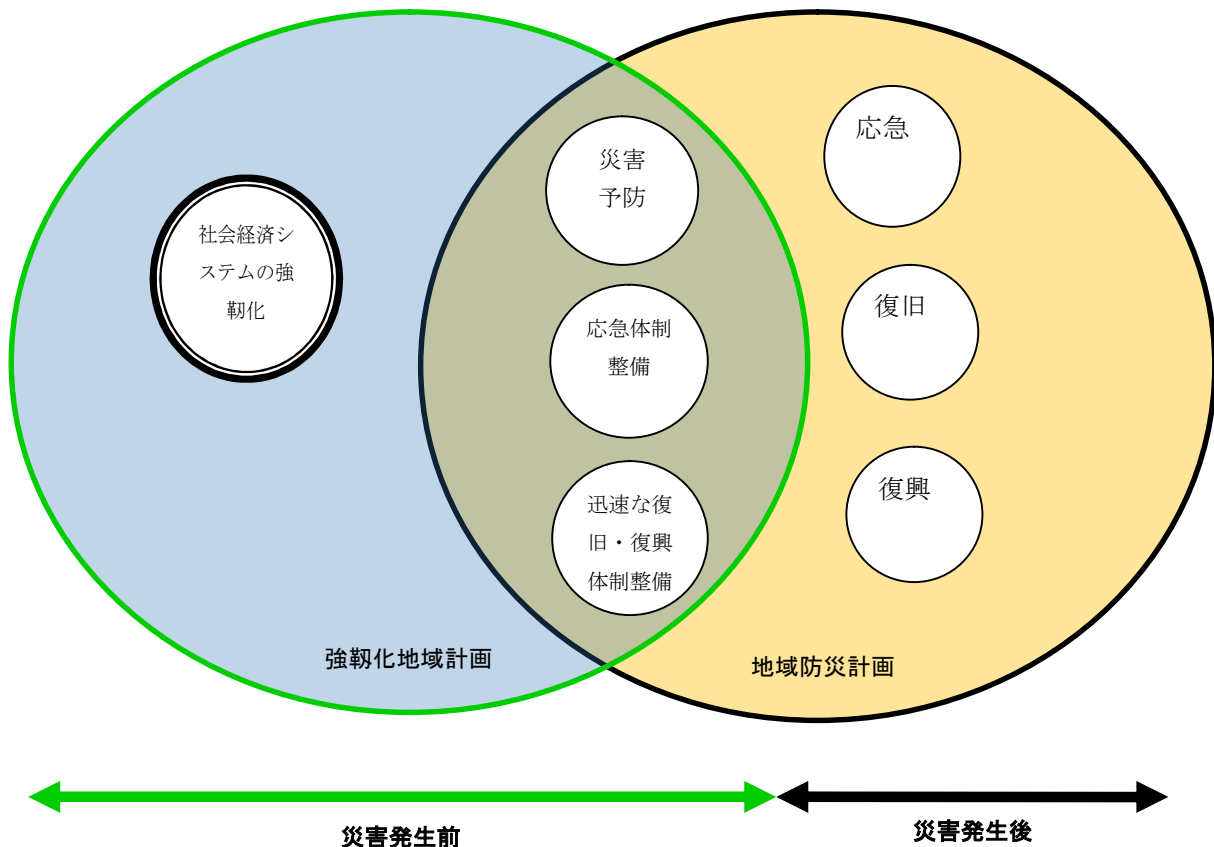 社会経済シ
ステムの強
靭化
災害
予防
応急体制
整備
迅速な復
旧・復興
体制整備
応急
復旧
復興
強靱化地域計画
地域防災計画
災害発生前
災害発生後